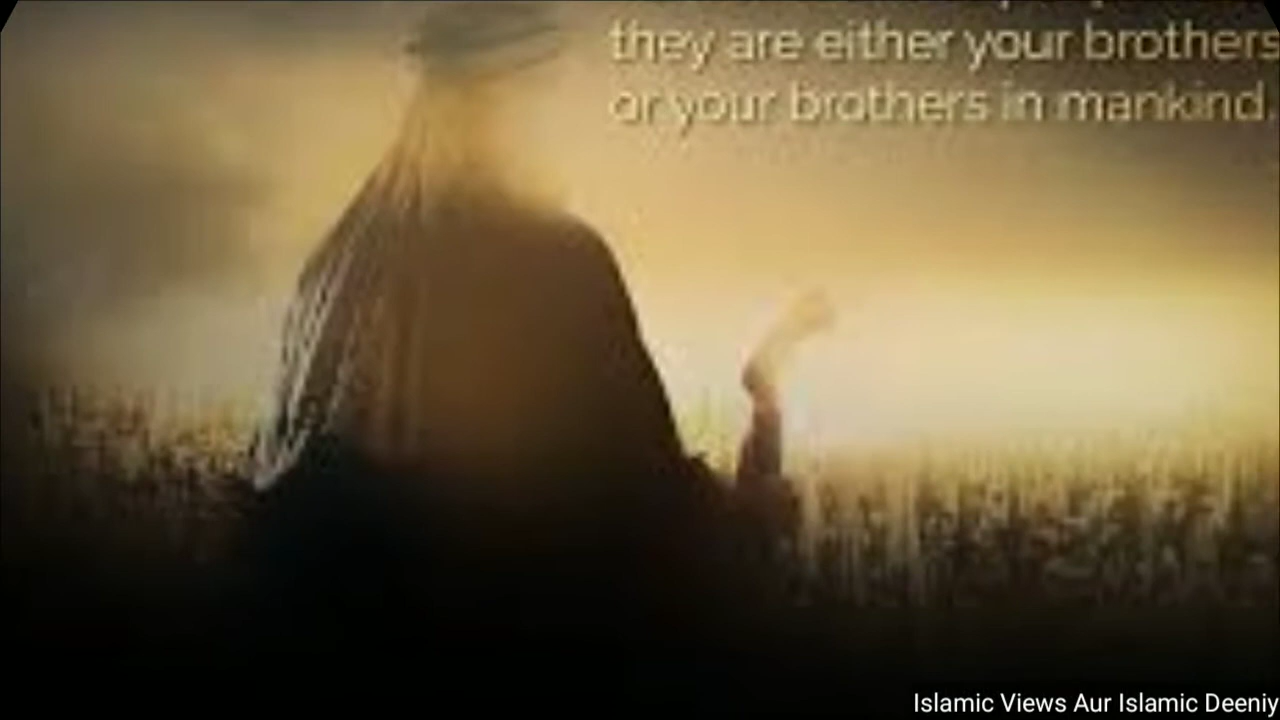 they are either your brothers
or your brothers in mankind.
Islamic Views Aur Islamic Deeniy